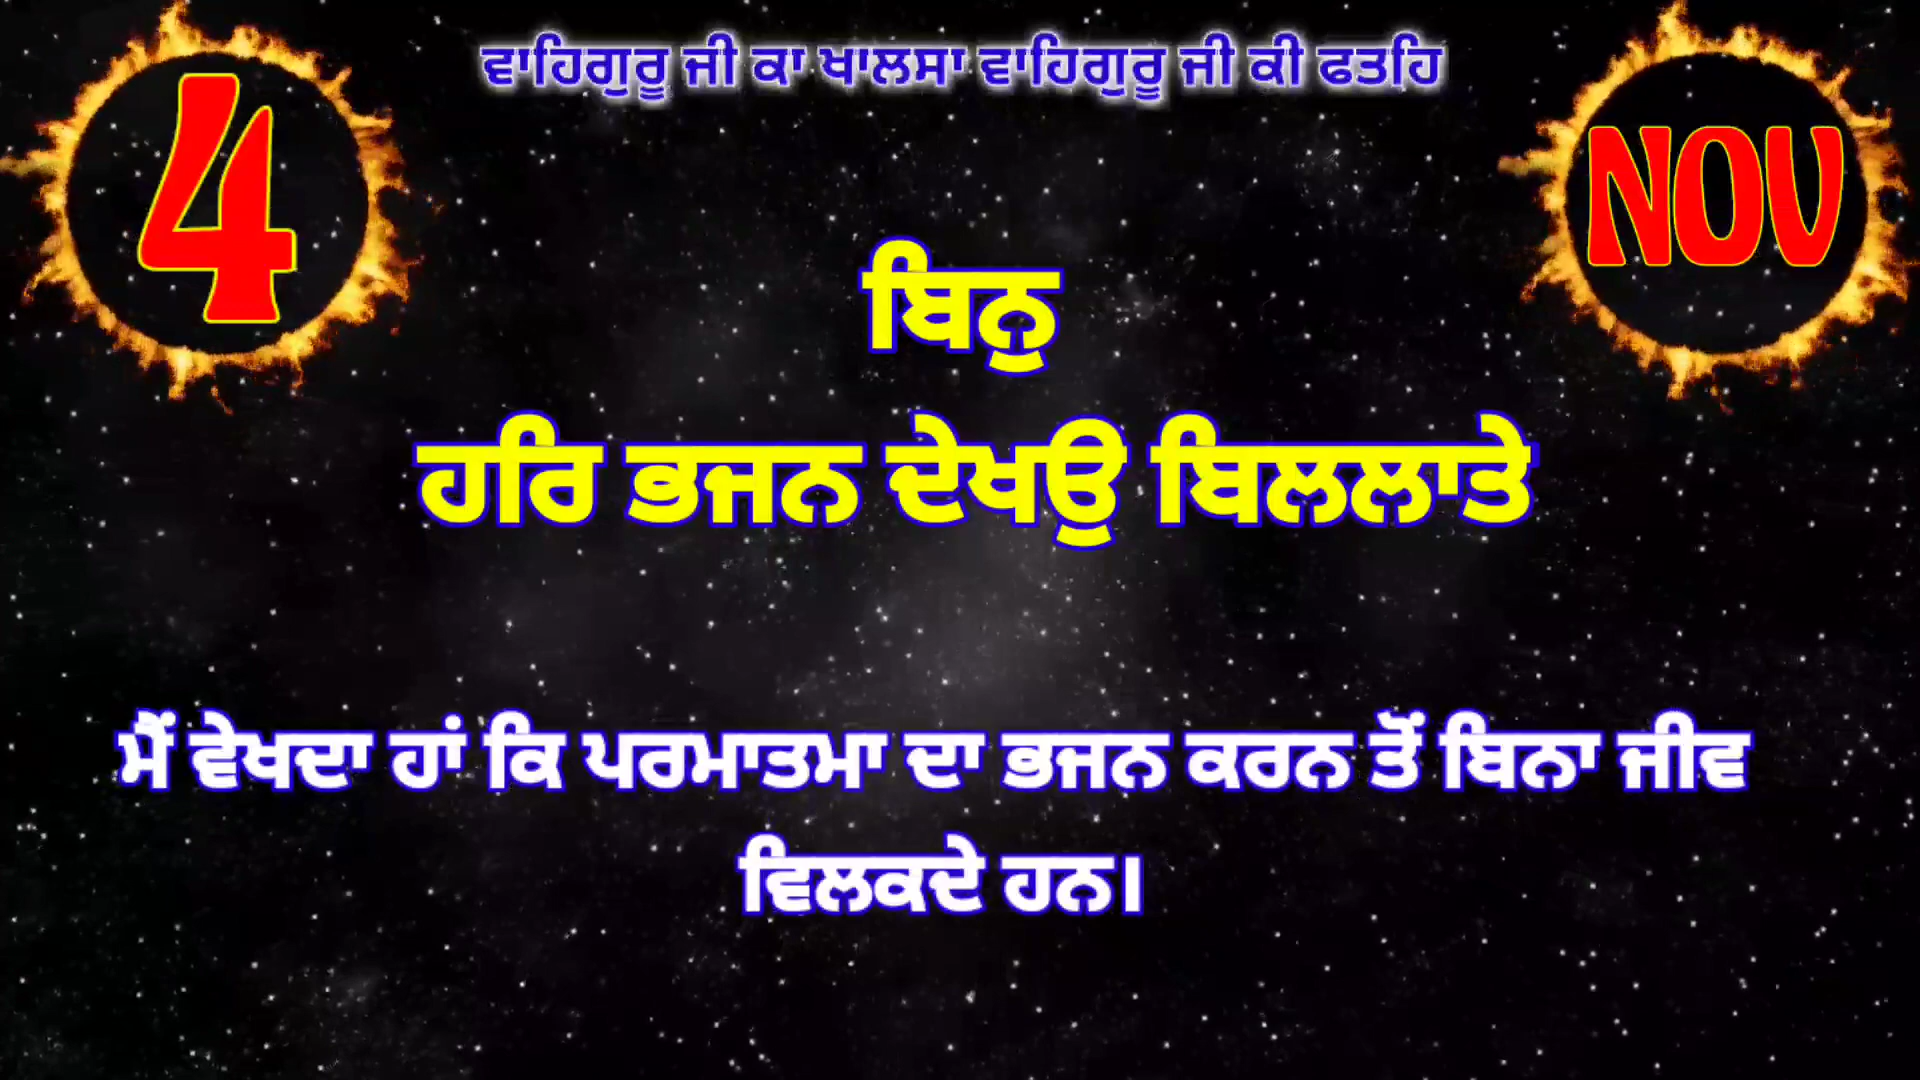 ਵਾਹਿਗੁਰੂ ਜੀ ਕਾ ਖਾਲਸਾ ਵਾਹਿਗੁਰੂ ਜੀ ਕੀ ਫਤਹਿ
4
NOV
ਬਿਨੁ
ਹਰਿ ਭਜਨ ਦੇਖਉ ਬਿਲਲਾਤੇ
ਮੈਂ ਵੇਖਦਾ ਹਾਂ ਕਿ ਪਰਮਾਤਮਾ ਦਾ ਭਜਨ ਕਰਨ ਤੋਂ ਬਿਨਾ ਜੀਵ
ਵਿਲਕਦੇ ਹਨ।